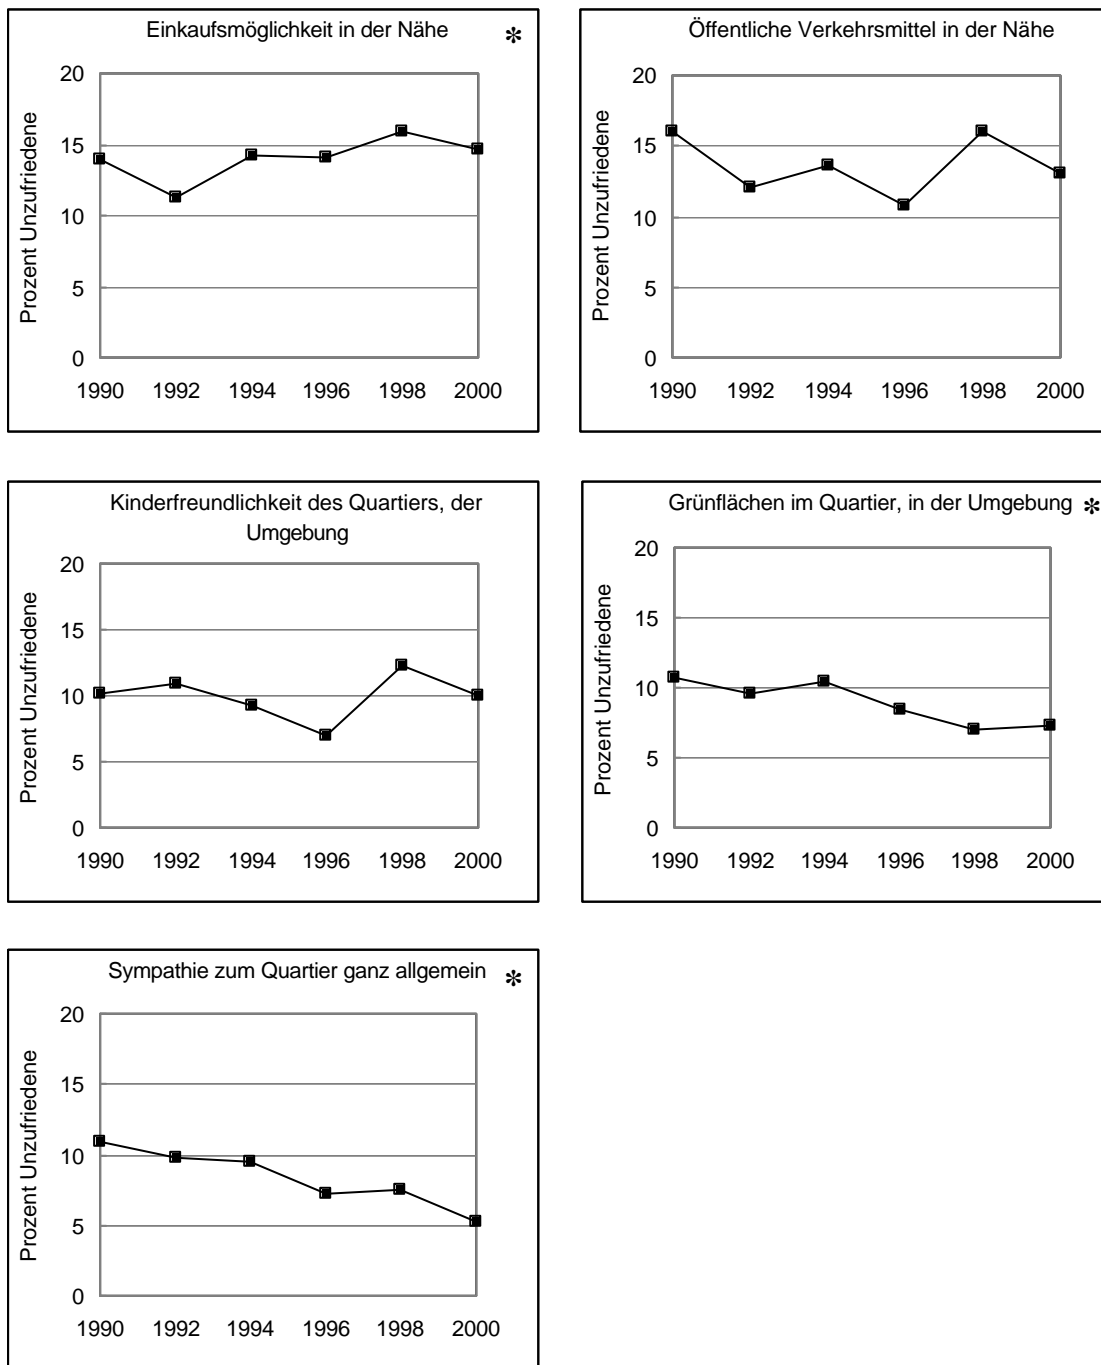 Einkaufsmöglichkeit in der Nähe *
Prozent Unzufriedene
20
15
10
5
0
1990 1992 1994 1996 1998 2000
Öffentliche Verkehrsmittel in der Nähe
Prozent Unzufriedene
20
15
10
5
0
1990 1992 1994 1996 1998 2000
Kinderfreundlichkeit des Quartiers, der
Umgebung
Prozent Unzufriedene
20
15
10
5
0
1990 1992 1994 1996 1998 2000
Grünflächen im Quartier, in der Umgebung *
Prozent Unzufriedene
20
15
10
5
0
1990 1992 1994 1996 1998 2000
Sympathie zum Quartier ganz allgemein *
Prozent Unzufriedene
20
15
10
5
0
1990 1992 1994 1996 1998 2000